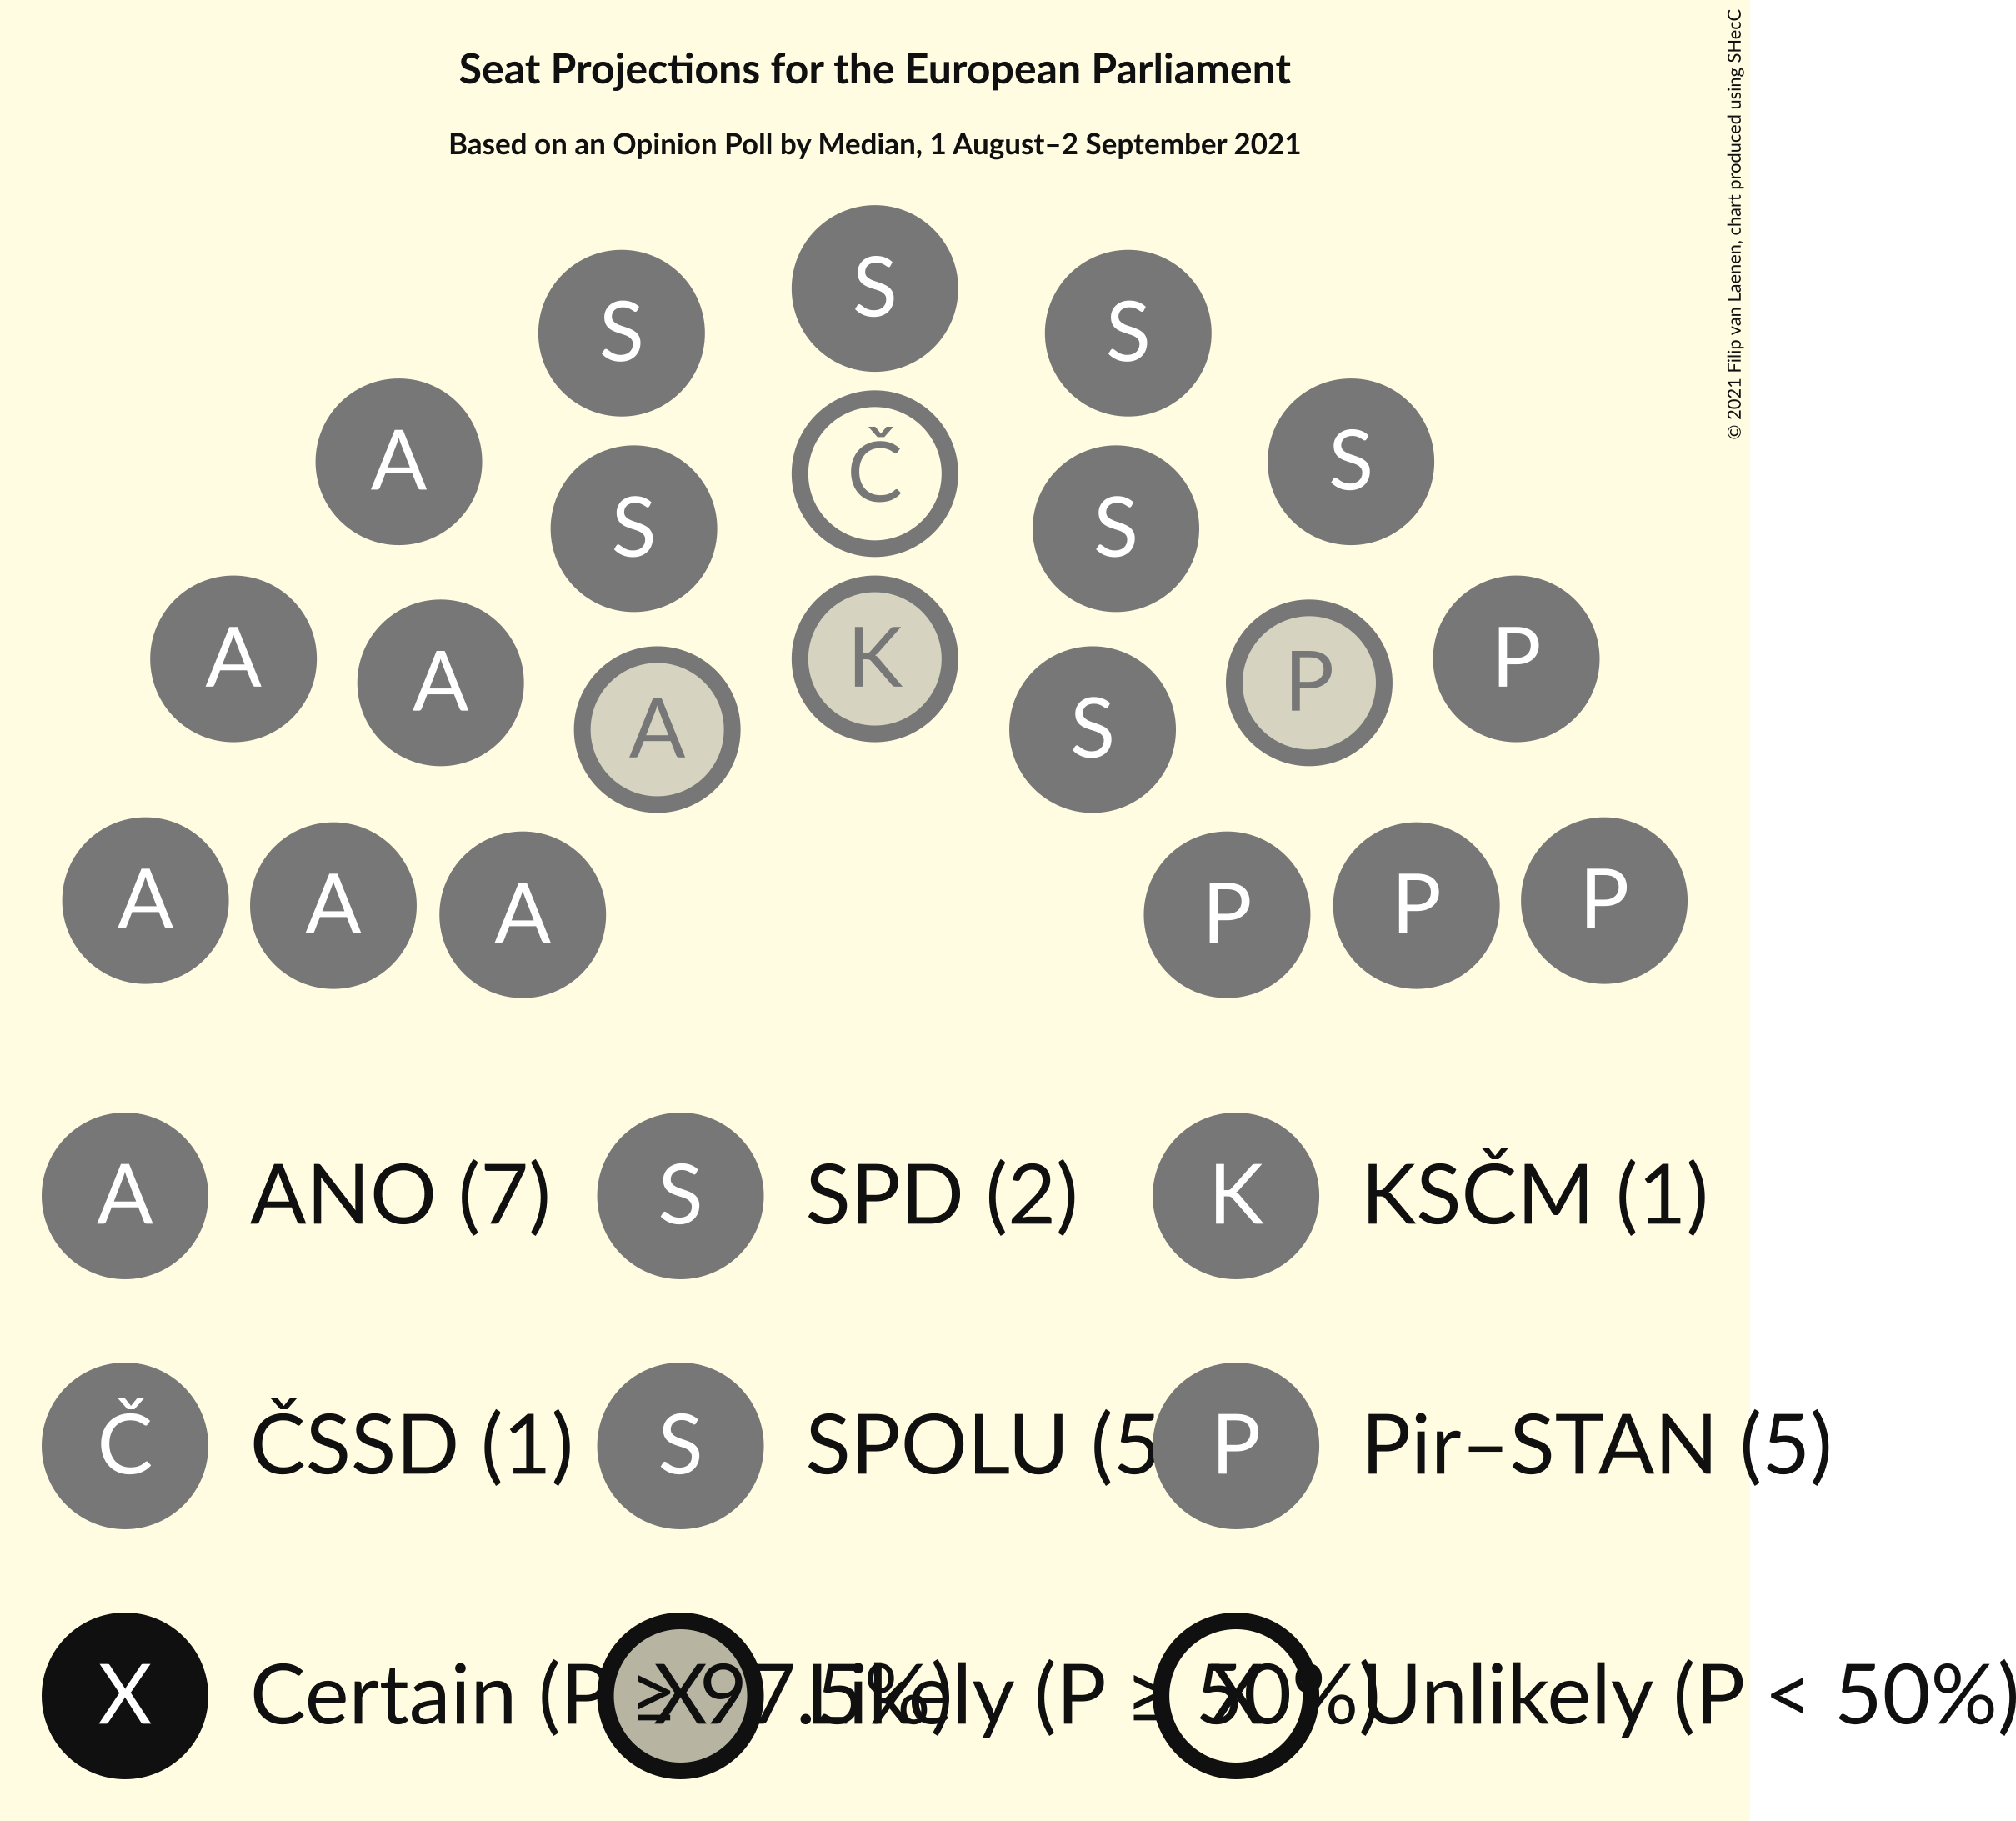 Seat Projections for the European Parliament
Based on an Opinion Poll by Median, 1 August–2 September 2021
© 2021 Filip van Laenen, chart produced using SHecC
S
S S
A Č S
S S
A K P
A P
A S
A A A P P P
A ANO (7) S SPD (2) K KSČM (1)
Č ČSSD (1) S SPOLU (5 P Pir–STAN (5)
X Certain (P ≥ 97.5%) X Likely (P ≥ 50%) X Unlikely (P < 50%)